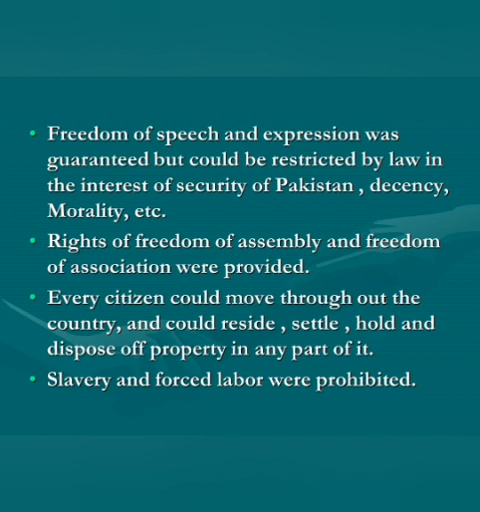 • Freedom of speech and expression was
guaranteed but could be restricted by law in
the interest of security of Pakistan , decency,
Morality, etc.
• Rights of freedom of assembly and freedom
of association were provided.
• Every citizen could move through out the
country, and could reside , settle , hold and
dispose off property in any part of it.
• Slavery and forced labor were prohibited.